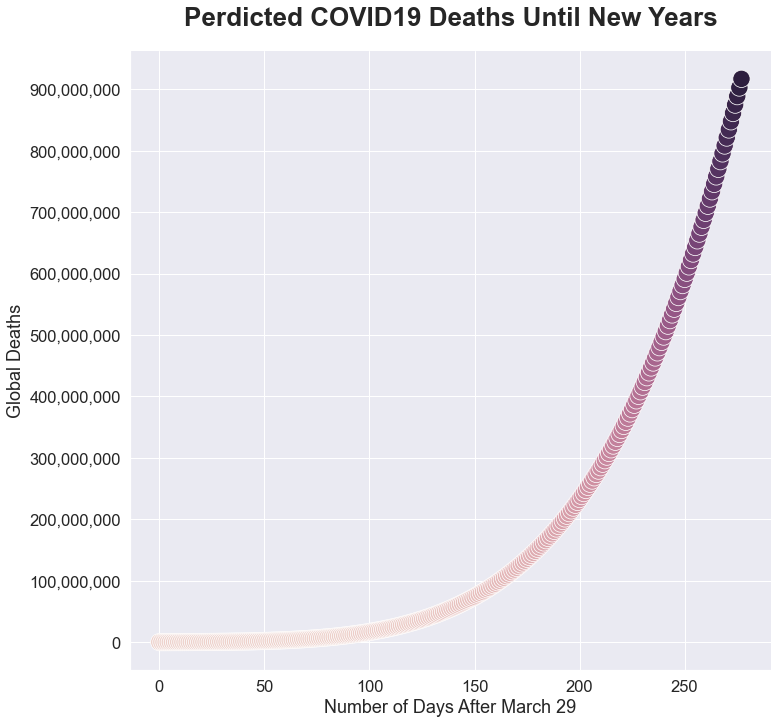 Perdicted COVID19 Deaths Until New Years
900,000,000
800,000,000
700,000,000
600,000,000
500,000,000
400,000,000
300,000,000
200,000,000
100,000,000
0
Global Deaths
0 50 100 150 200 250
Number of Days After March 29